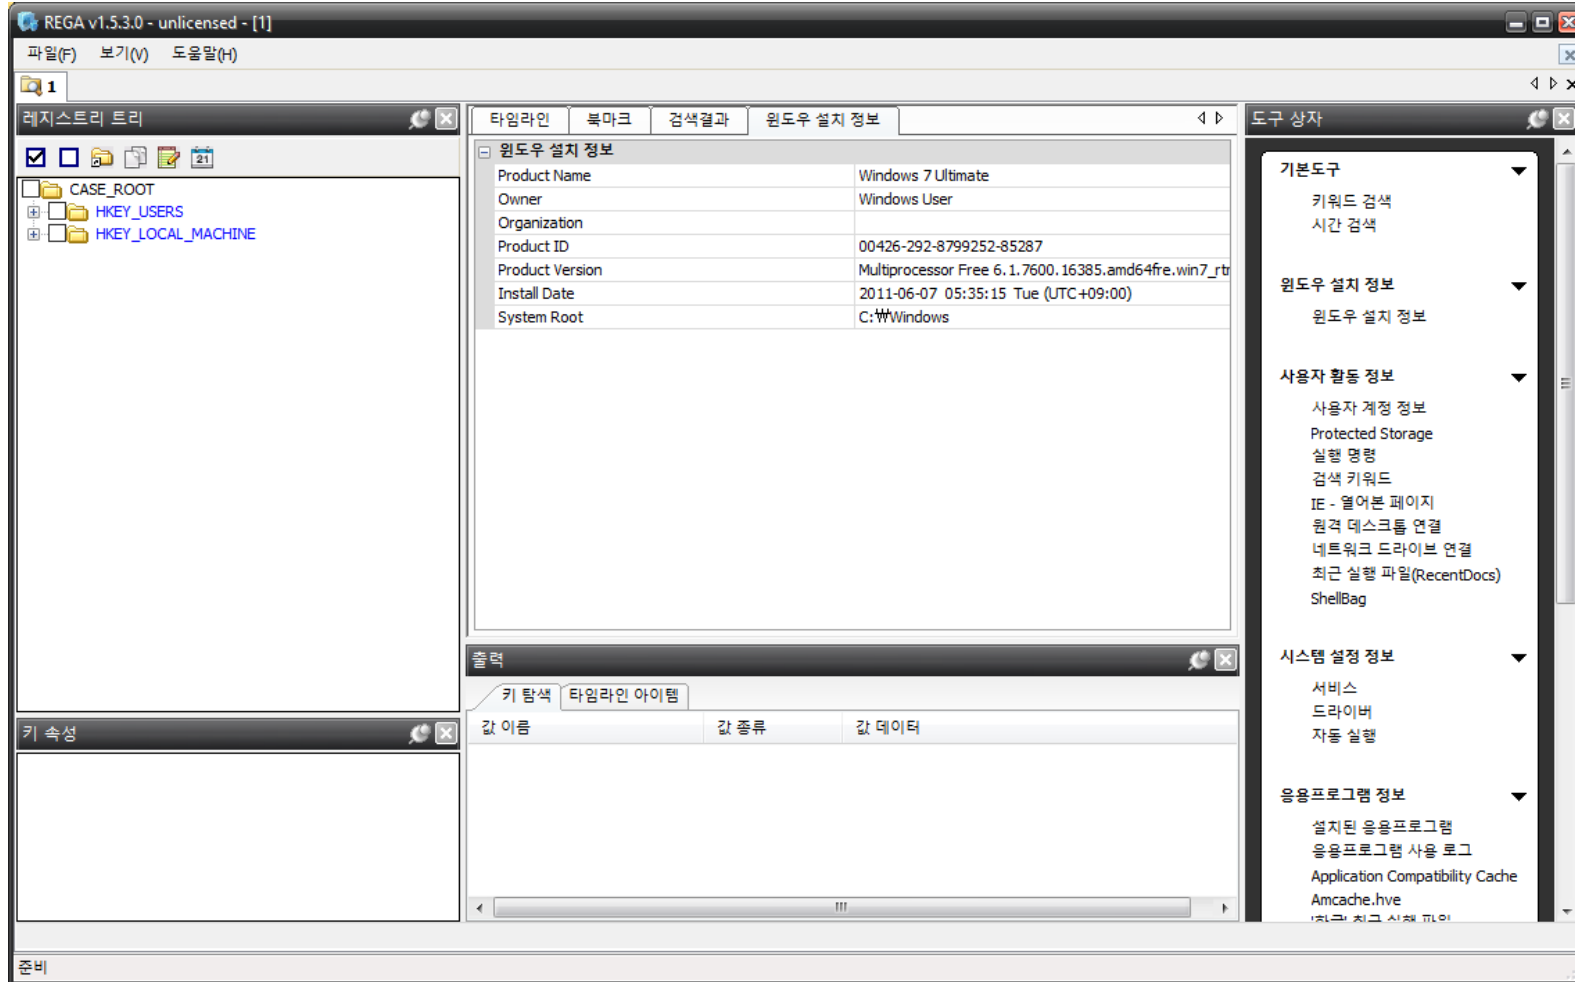 REGA v1.5.3.0 - unlicensed - [1]
파일(F) 보기(V) 도움말(H)
1
레지스트리 트리
21
CASE_ROOT
HKEY_USERS
HKEY_LOCAL_MACHINE
키 속성
타임라인 북마크 검색결과 윈도우 설치 정보
윈도우 설치 정보
Product Name Windows 7 Ultimate
Owner Windows User
Organization
Product ID 00426-292-8799252-85287
Product Version Multiprocessor Free 6.1.7600.16385.amd64fre.win7_rtr
Install Date 2011-06-07 05:35:15 Tue (UTC+09:00)
System Root C:₩Windows
출력
키 탐색 타임라인 아이템
값 이름 값 종류 값 데이터
도구 상자
기본도구
키워드 검색
시간 검색
윈도우 설치 정보
윈도우 설치 정보
사용자 활동 정보
사용자 계정 정보
Protected Storage
실행 명령
검색 키워드
IE - 열어본 페이지
원격 데스크톱 연결
네트워크 드라이브 연결
최근 실행 파일(RecentDocs)
ShellBag
시스템 설정 정보
서비스
드라이버
자동 실행
응용프로그램 정보
설치된 응용프로그램
응용프로그램 사용 로그
Application Compatibility Cache
Amcache.hve
'한글' 최근 실행 파일
준비